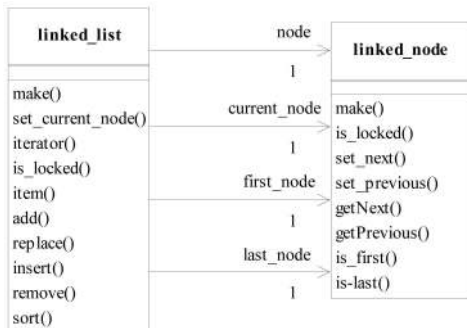 linked_list
make()
set_current_node()
iterator()
is_locked()
item()
add()
replace()
insert()
remove()
sort()
node
1
current_node
1
first_node
1
last_node
1
linked_node
make()
is_locked()
set_next()
set_previous()
getNext()
getPrevious()
is_first()
is-last()